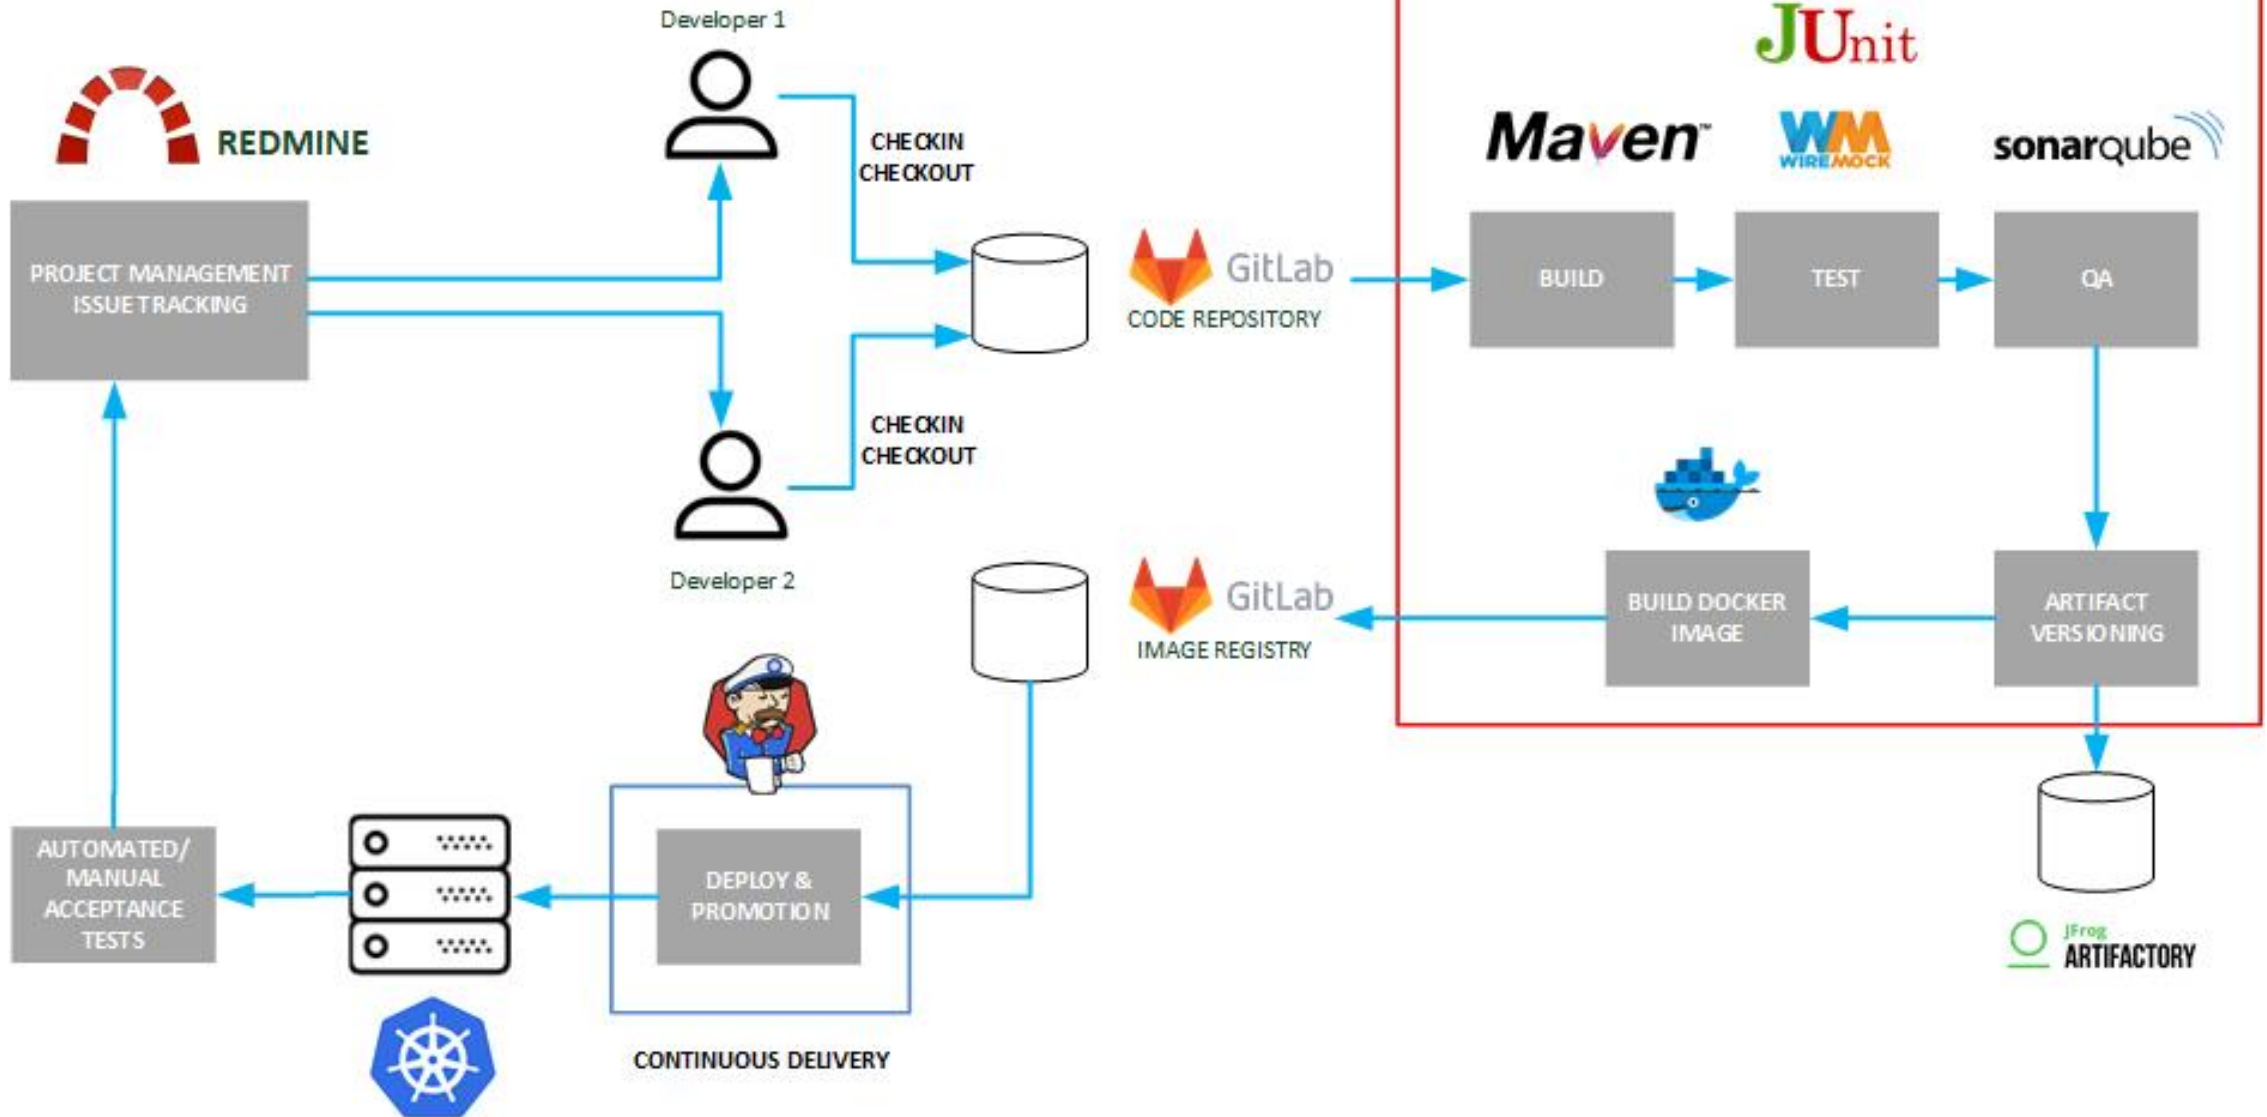 Developer 1
JUnit
REDMINE
CHECKIN
CHECKOUT
Maven™
WM
WIREMOCK
sonarqube
PROJECT MANAGEMENT
ISSUE TRACKING
GitLab
CODE REPOSITORY
BUILD
TEST
QA
CHECKIN
CHECKOUT
Developer 2
GitLab
IMAGE REGISTRY
BUILD DOCKER
IMAGE
ARTIFACT
VERSIONING
AUTOMATED/
MANUAL
ACCEPTANCE
TESTS
DEPLOY &
PROMOTION
JFrog
ARTIFACTORY
CONTINUOUS DELIVERY